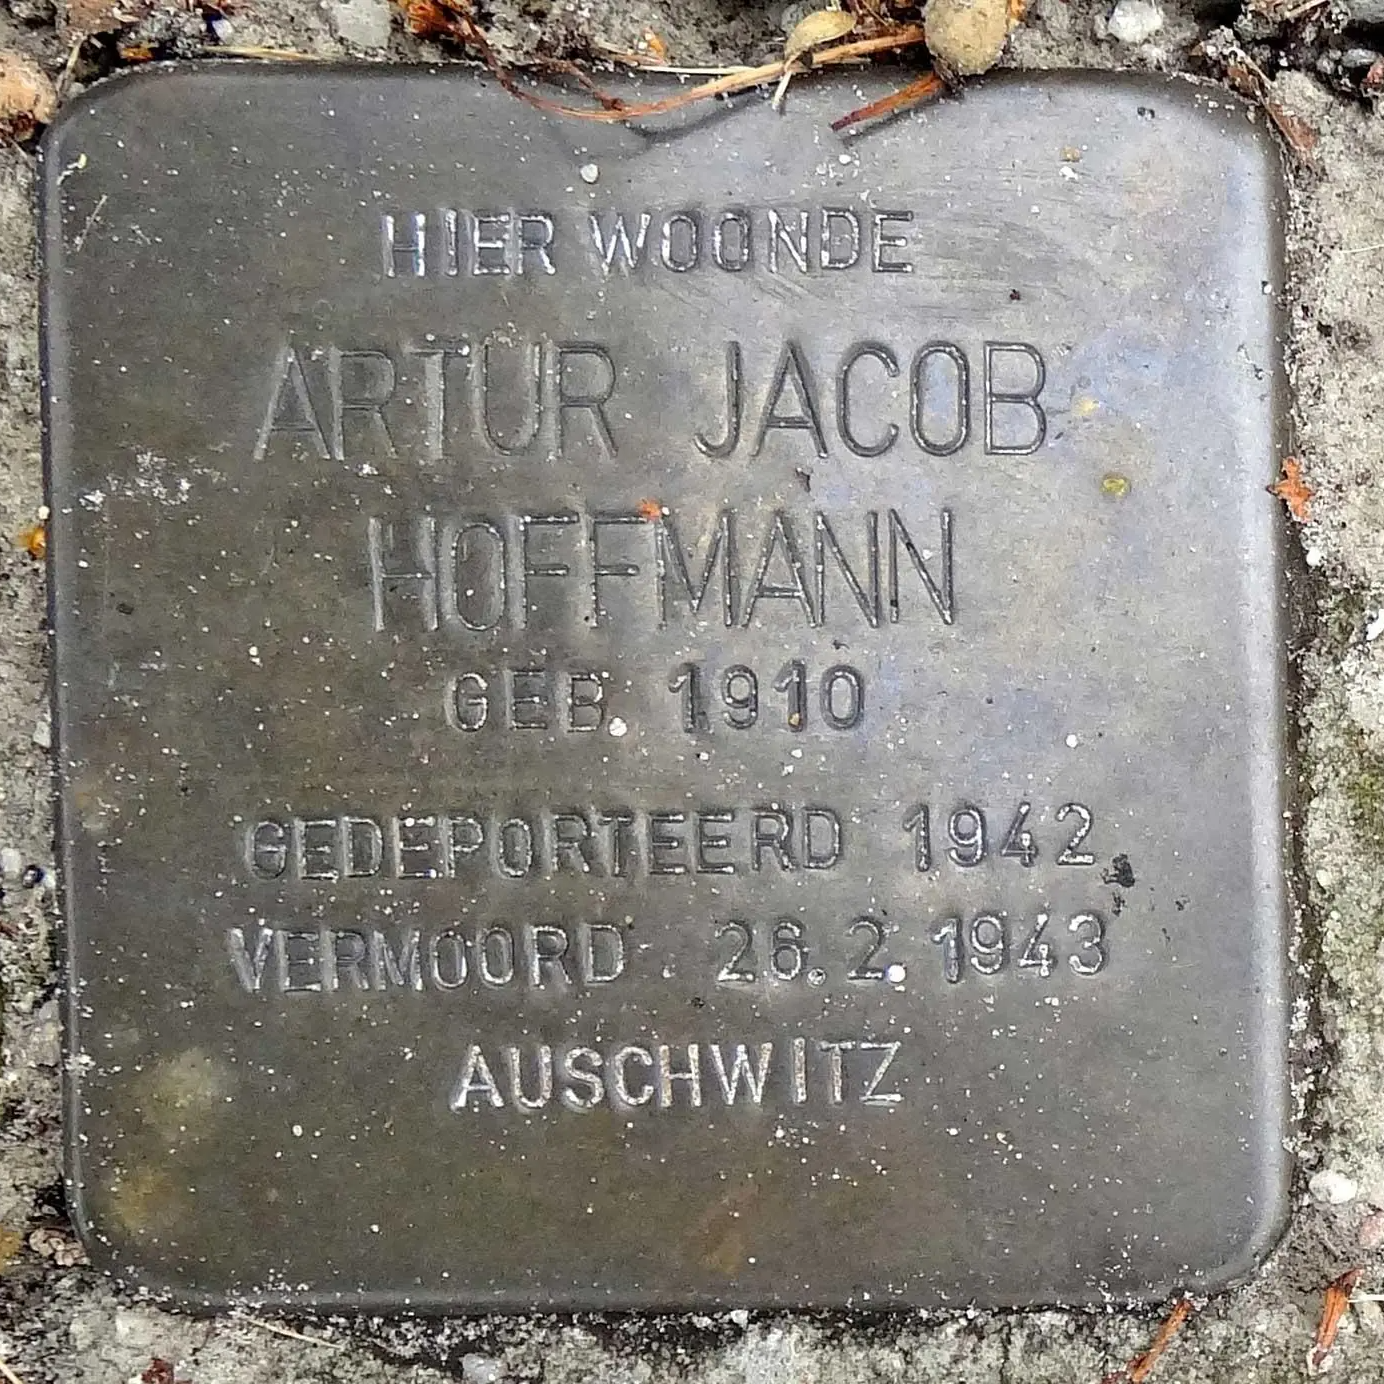 HIER WOONDE
ARTUR JACOB
HOFFMANN
GEB. 1910
GEDEPORTEERD 1942
VERMOORD 26.2.1943
AUSCHWITZ